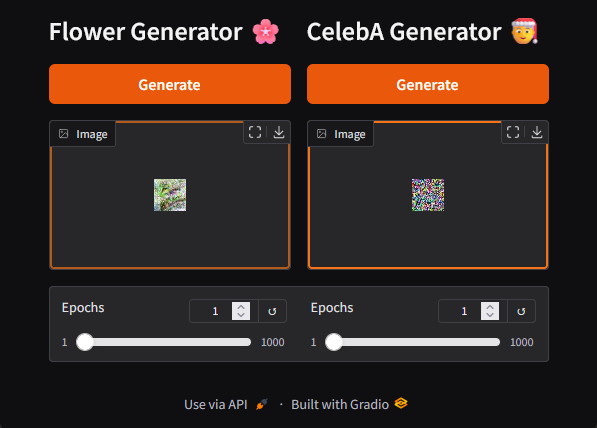 Flower Generator 🌸 CelebA Generator 🎅
Generate Generate
Image Image
Epochs 1 ↺ Epochs 1 ↺
1 1000 1 1000
Use via API 🚀 · Built with Gradio